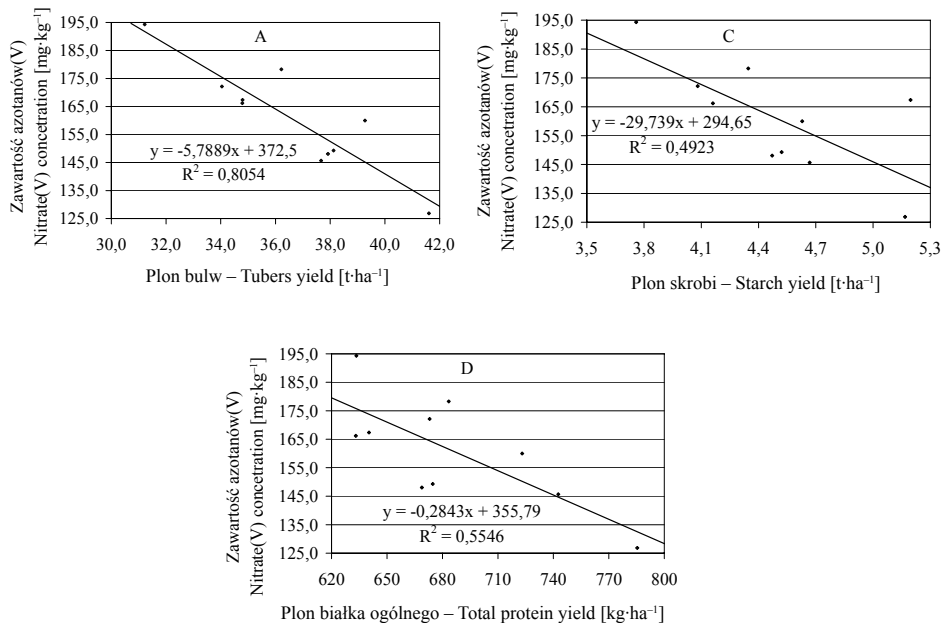 Zawartość azotanów(V)
Nitrate(V) concetration [mg·kg⁻¹]
195,0
185,0
175,0
165,0
155,0
145,0
135,0
125,0
A
y = -5,7889x + 372,5
R² = 0,8054
30,0 32,0 34,0 36,0 38,0 40,0 42,0
Plon bulw – Tubers yield [t·ha⁻¹]
Zawartość azotanów(V)
Nitrate(V) concetration [mg·kg⁻¹]
195,0
185,0
175,0
165,0
155,0
145,0
135,0
125,0
C
y = -29,739x + 294,65
R² = 0,4923
3,5 3,8 4,1 4,4 4,7 5,0 5,3
Plon skrobi – Starch yield [t·ha⁻¹]
Zawartość azotanów(V)
Nitrate(V) concetration [mg·kg⁻¹]
195,0
185,0
175,0
165,0
155,0
145,0
135,0
125,0
D
y = -0,2843x + 355,79
R² = 0,5546
620 650 680 710 740 770 800
Plon białka ogólnego – Total protein yield [kg·ha⁻¹]